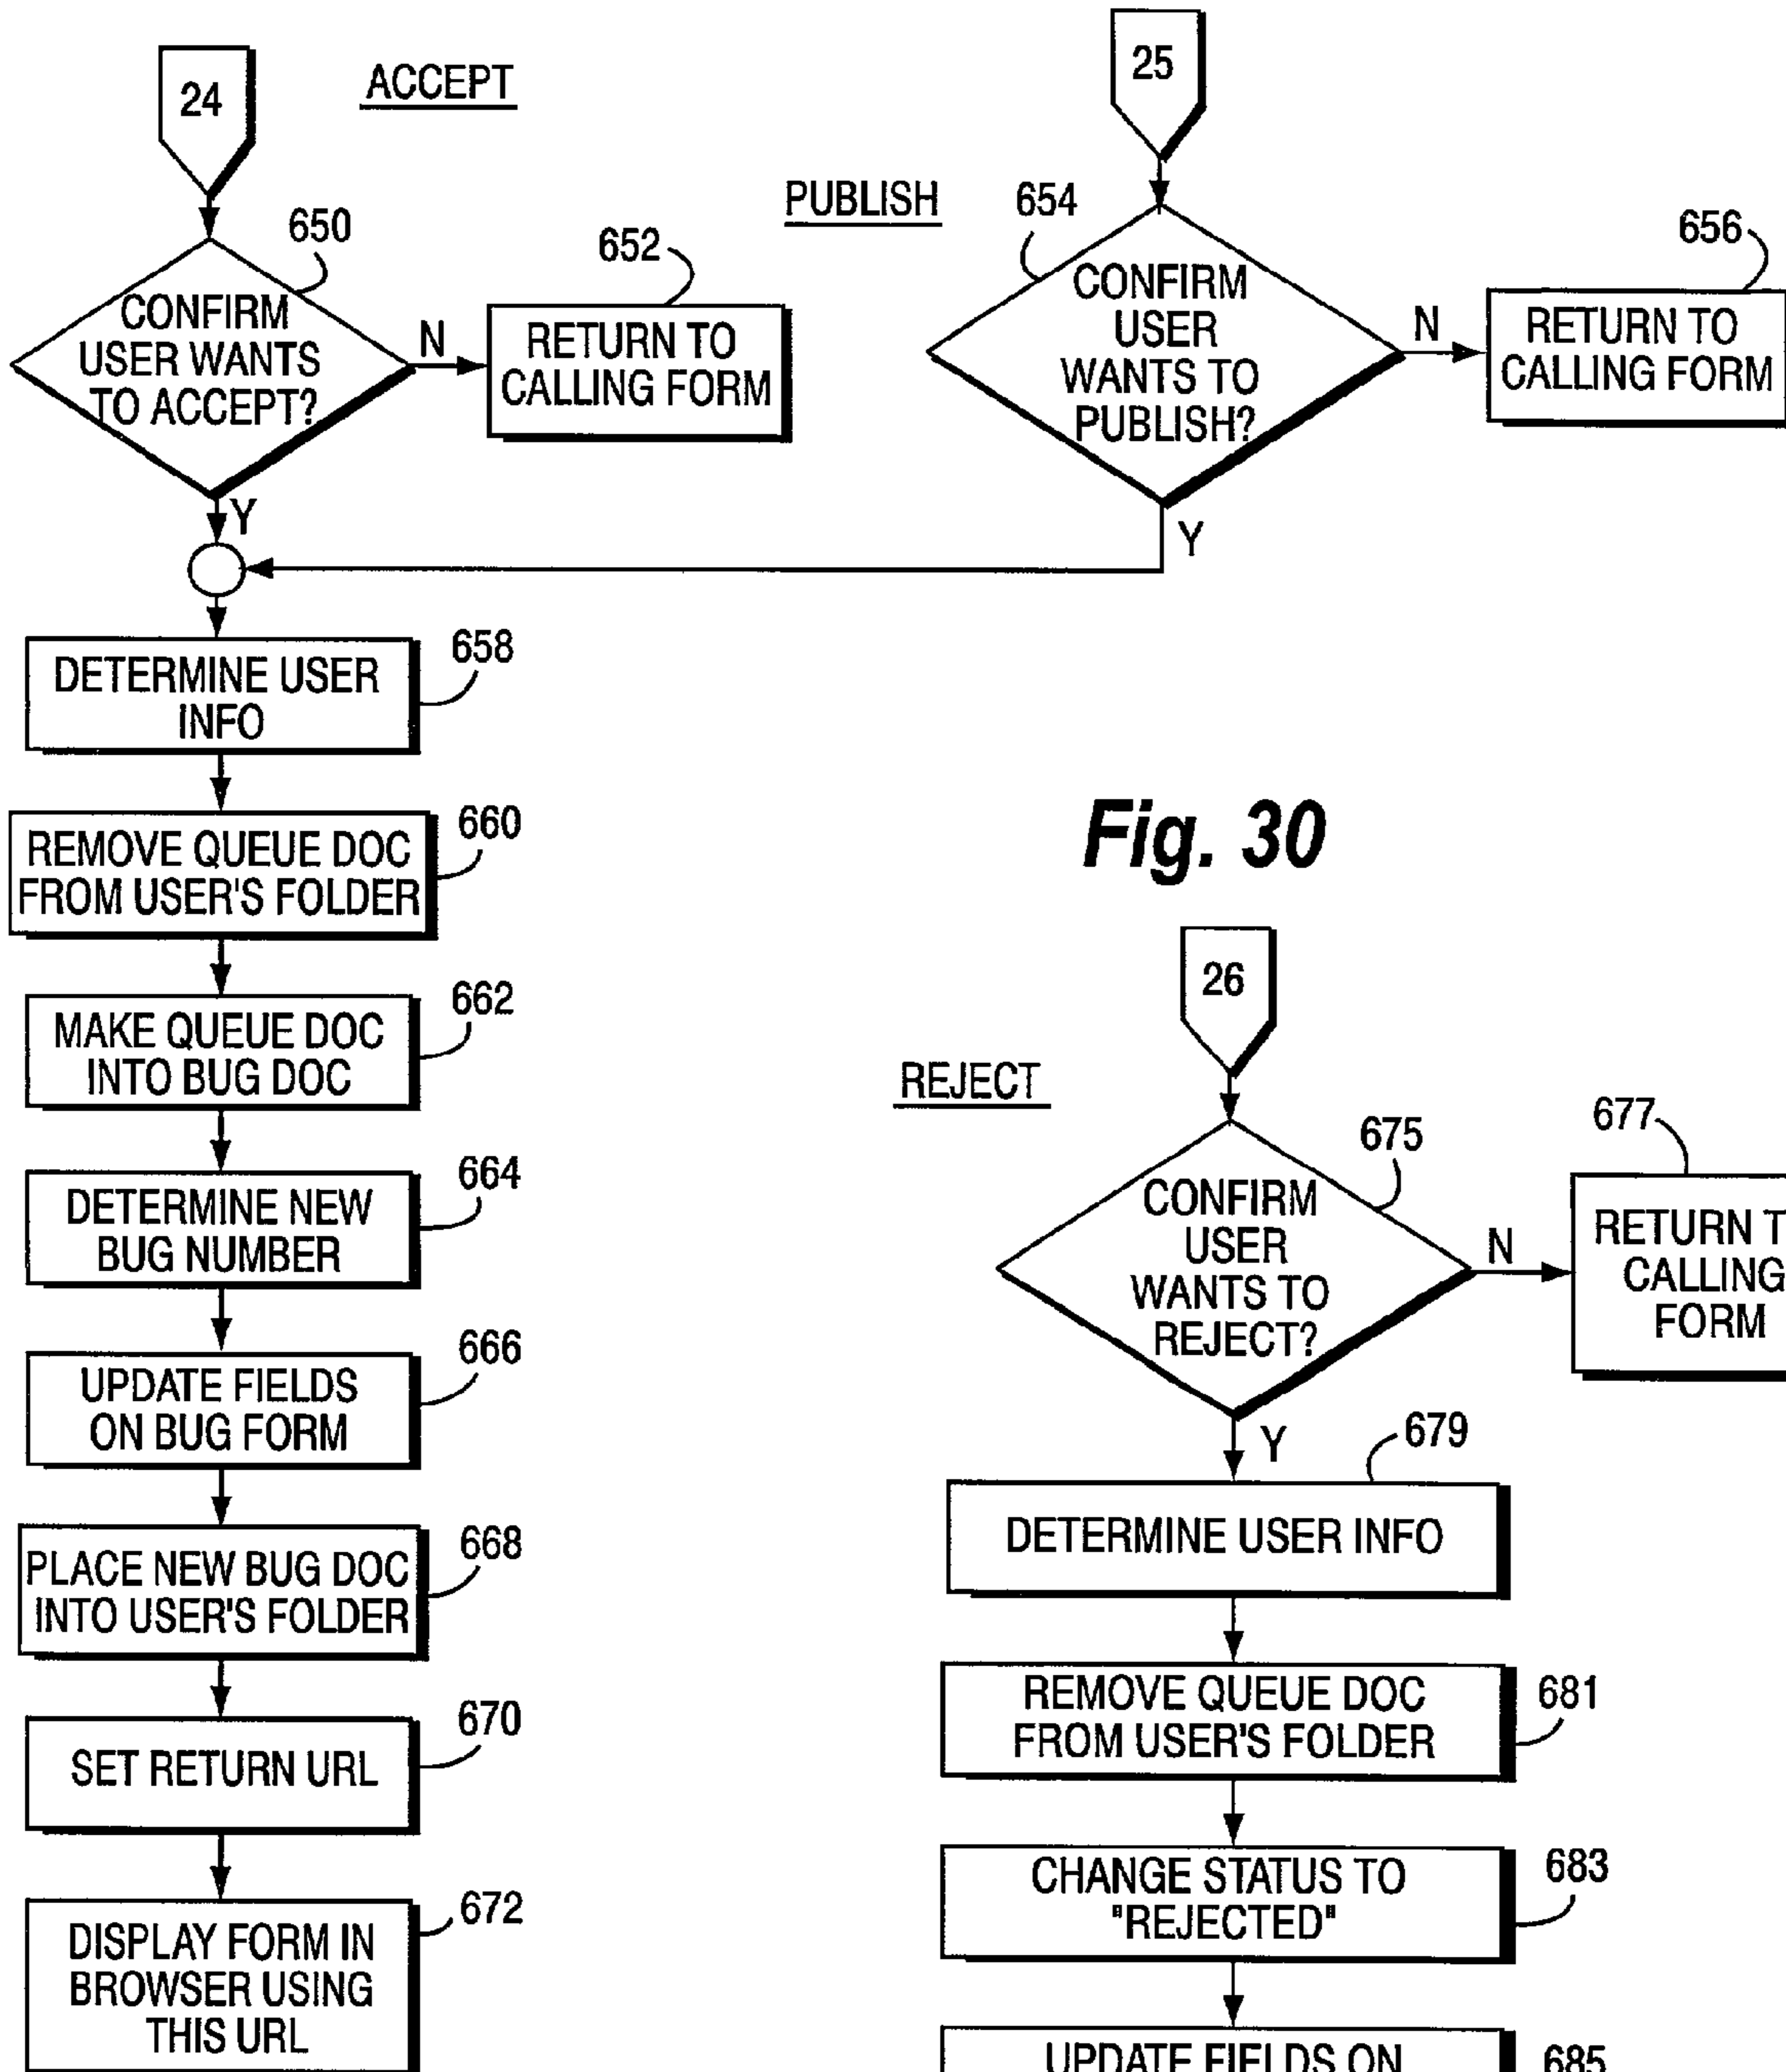 24
ACCEPT
650
CONFIRM
USER WANTS
TO ACCEPT?
N
652
RETURN TO
CALLING FORM
Y
25
PUBLISH
654
CONFIRM
USER
WANTS TO
PUBLISH?
N
656
RETURN TO
CALLING FORM
Y
658
DETERMINE USER
INFO
660
REMOVE QUEUE DOC
FROM USER'S FOLDER
662
MAKE QUEUE DOC
INTO BUG DOC
664
DETERMINE NEW
BUG NUMBER
666
UPDATE FIELDS
ON BUG FORM
668
PLACE NEW BUG DOC
INTO USER'S FOLDER
670
SET RETURN URL
672
DISPLAY FORM IN
BROWSER USING
THIS URL
Fig. 30
26
REJECT
675
CONFIRM
USER
WANTS TO
REJECT?
N
677
RETURN T
CALLING
FORM
Y
679
DETERMINE USER INFO
681
REMOVE QUEUE DOC
FROM USER'S FOLDER
683
CHANGE STATUS TO
"REJECTED"
685
UPDATE FIELDS ON